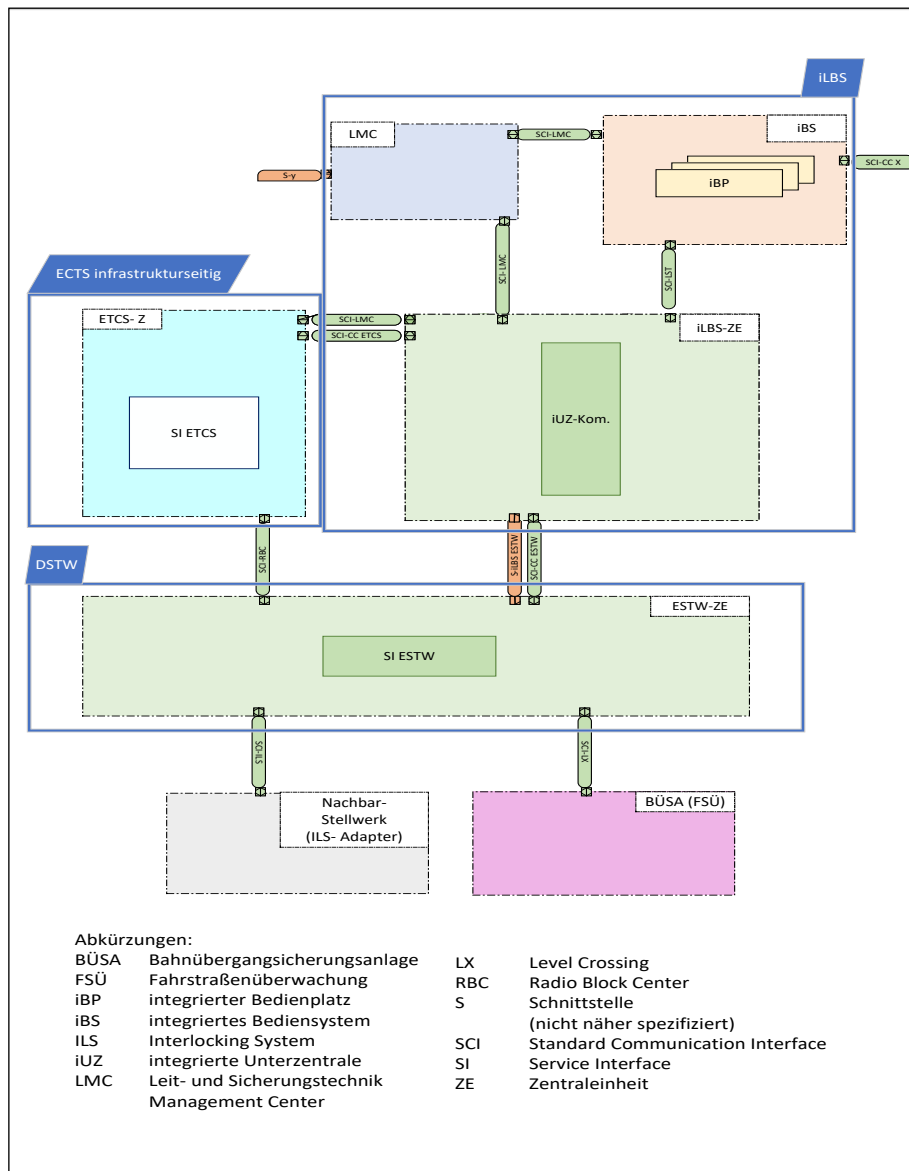 iLBS
LMC
SCI-LMC
iBS
S-y
iBP
SCI-CC X
SCI- LMC
SCI-LST
ECTS infrastrukturseitig
ETCS- Z
SCI-LMC
SCI-CC ETCS
iLBS-ZE
SI ETCS
iUZ-Kom.
SCI-RBC
S-iLBS ESTW
SCI-CC ESTW
DSTW
ESTW-ZE
SI ESTW
SCI-ILS
SCI-LX
Nachbar-
Stellwerk
(ILS- Adapter)
BÜSA (FSÜ)
Abkürzungen:
BÜSA Bahnübergangsicherungsanlage
FSÜ Fahrstraßenüberwachung
iBP integrierter Bedienplatz
iBS integriertes Bediensystem
ILS Interlocking System
iUZ integrierte Unterzentrale
LMC Leit- und Sicherungstechnik
Management Center
LX Level Crossing
RBC Radio Block Center
S Schnittstelle
(nicht näher spezifiziert)
SCI Standard Communication Interface
SI Service Interface
ZE Zentraleinheit